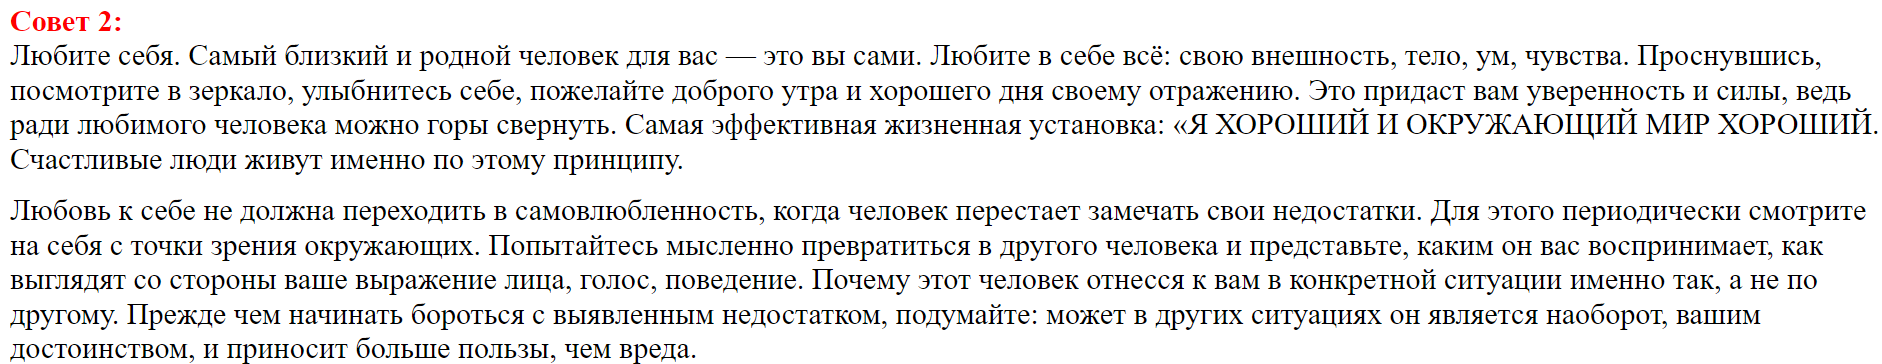 Совет 2:
Любите себя. Самый близкий и родной человек для вас — это вы сами. Любите в себе всё: свою внешность, тело, ум, чувства. Проснувшись,
посмотрите в зеркало, улыбнитесь себе, пожелайте доброго утра и хорошего дня своему отражению. Это придаст вам уверенность и силы, ведь
ради любимого человека можно горы свернуть. Самая эффективная жизненная установка: «Я ХОРОШИЙ И ОКРУЖАЮЩИЙ МИР ХОРОШИЙ.
Счастливые люди живут именно по этому принципу.
Любовь к себе не должна переходить в самовлюбленность, когда человек перестает замечать свои недостатки. Для этого периодически смотрите
на себя с точки зрения окружающих. Попытайтесь мысленно превратиться в другого человека и представьте, каким он вас воспринимает, как
выглядят со стороны ваше выражение лица, голос, поведение. Почему этот человек отнесся к вам в конкретной ситуации именно так, а не по
другому. Прежде чем начинать бороться с выявленным недостатком, подумайте: может в других ситуациях он является наоборот, вашим
достоинством, и приносит больше пользы, чем вреда.